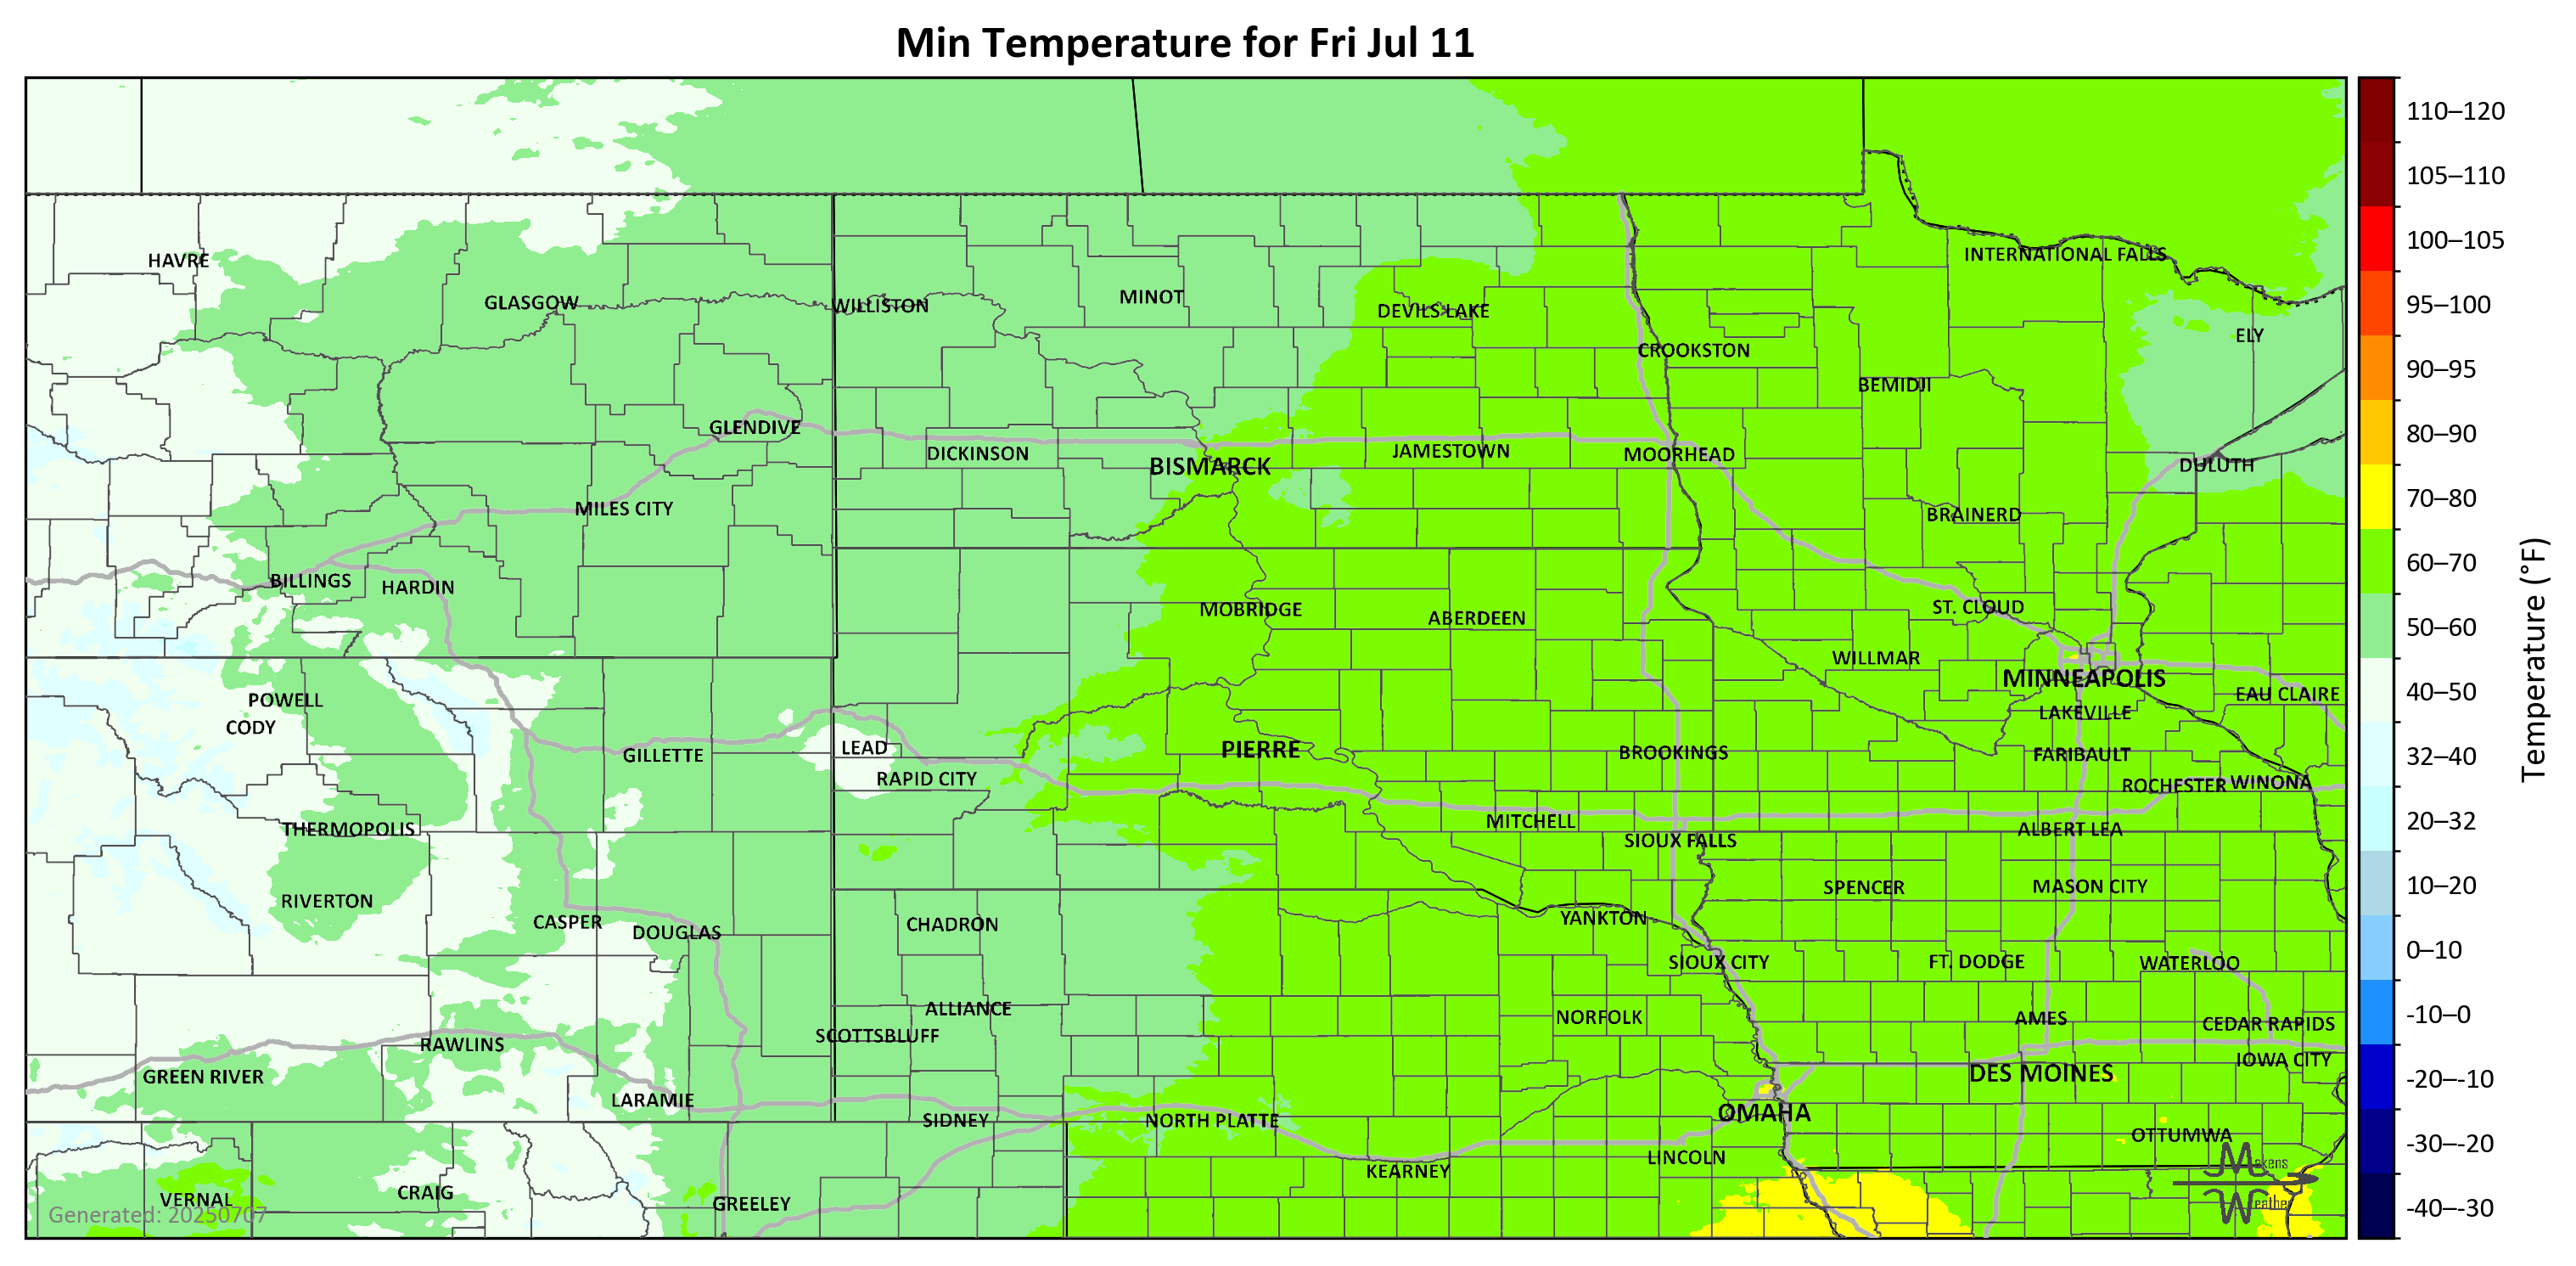 Min Temperature for Fri Jul 11
HAVRE
GLASGOW
WILLISTON
MINOT
DEVILS LAKE
INTERNATIONAL FALLS
ELY
CROOKSTON
BEMIDJI
GLENDIVE
DICKINSON
BISMARCK
JAMESTOWN
MOORHEAD
DULUTH
MILES CITY
BRAINERD
BILLINGS
HARDIN
MOBRIDGE
ABERDEEN
ST. CLOUD
WILLMAR
MINNEAPOLIS
EAU CLAIRE
POWELL
CODY
LAKEVILLE
GILLETTE
LEAD
RAPID CITY
PIERRE
BROOKINGS
FARIBAULT
ROCHESTER
WINONA
THERMOPOLIS
MITCHELL
SIOUX FALLS
ALBERT LEA
RIVERTON
CASPER
DOUGLAS
CHADRON
YANKTON
SPENCER
MASON CITY
SIOUX CITY
FT. DODGE
WATERLOO
ALLIANCE
SCOTTSBLUFF
NORFOLK
AMES
CEDAR RAPIDS
IOWA CITY
RAWLINS
GREEN RIVER
LARAMIE
SIDNEY
NORTH PLATTE
OMAHA
DES MOINES
OTTUMWA
KEARNEY
LINCOLN
VERNAL
CRAIG
GREELEY
Generated: 20250707
Makens
Weather
110–120
105–110
100–105
95–100
90–95
80–90
70–80
60–70
50–60
40–50
32–40
20–32
10–20
0–10
-10–0
-20–-10
-30–-20
-40–-30
Temperature (°F)